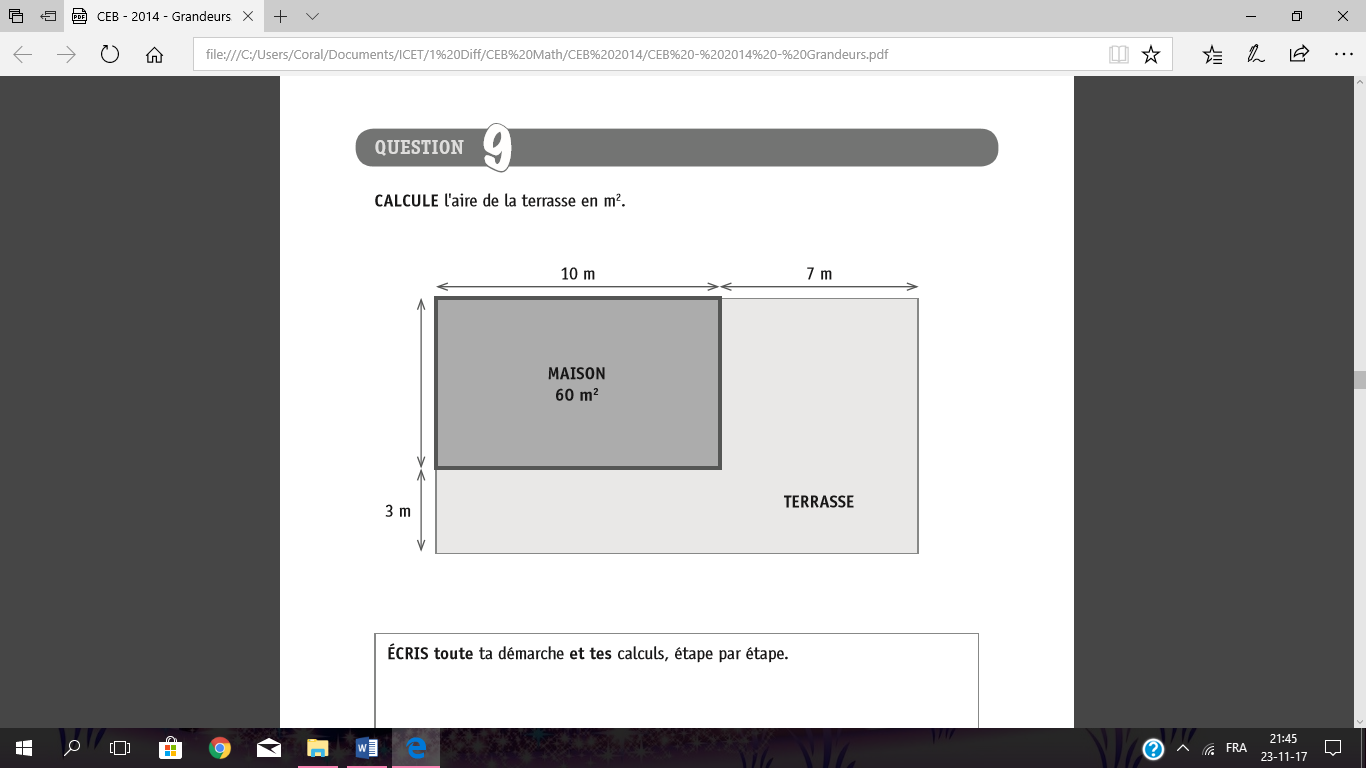 CEB - 2014 - Grandeurs
file:///C:/Users/Coral/Documents/ICET/1%20Diff/CEB%20Math/CEB%202014/CEB%20-%202014%20-%20Grandeurs.pdf
QUESTION 9
CALCULE l'aire de la terrasse en m².
10 m 7 m
MAISON
60 m²
TERRASSE
3 m
ÉCRIS toute ta démarche et tes calculs, étape par étape.
FRA
21:45
23-11-17